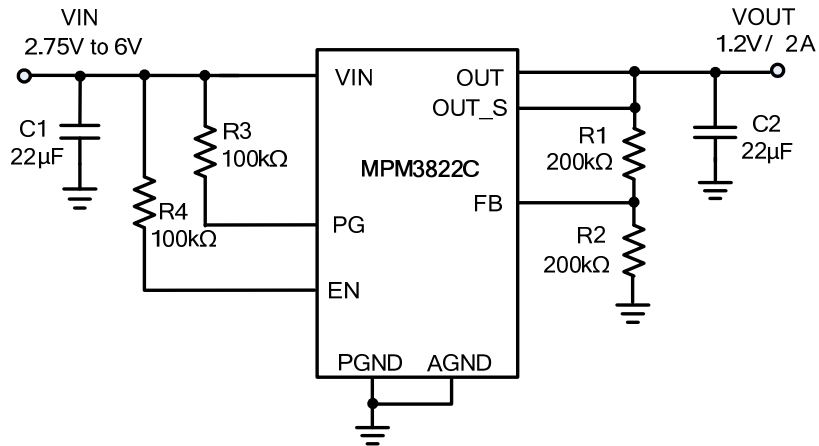 VIN
2.75V to 6V
VOUT
1.2V/ 2A
VIN
OUT
OUT_S
C1
22µF
R3
100kΩ
R1
200kΩ
C2
22µF
MPM3822C
R4
100kΩ
PG
FB
R2
200kΩ
EN
PGND
AGND